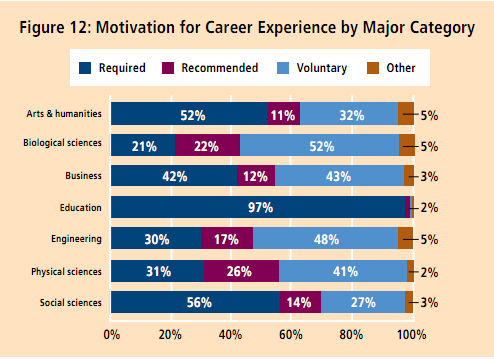 Figure 12: Motivation for Career Experience by Major Category
Required Recommended Voluntary Other
Arts & humanities 52% 11% 32% 5%
Biological sciences 21% 22% 52% 5%
Business 42% 12% 43% 3%
Education 97% 2%
Engineering 30% 17% 48% 5%
Physical sciences 31% 26% 41% 2%
Social sciences 56% 14% 27% 3%
0% 20% 40% 60% 80% 100%